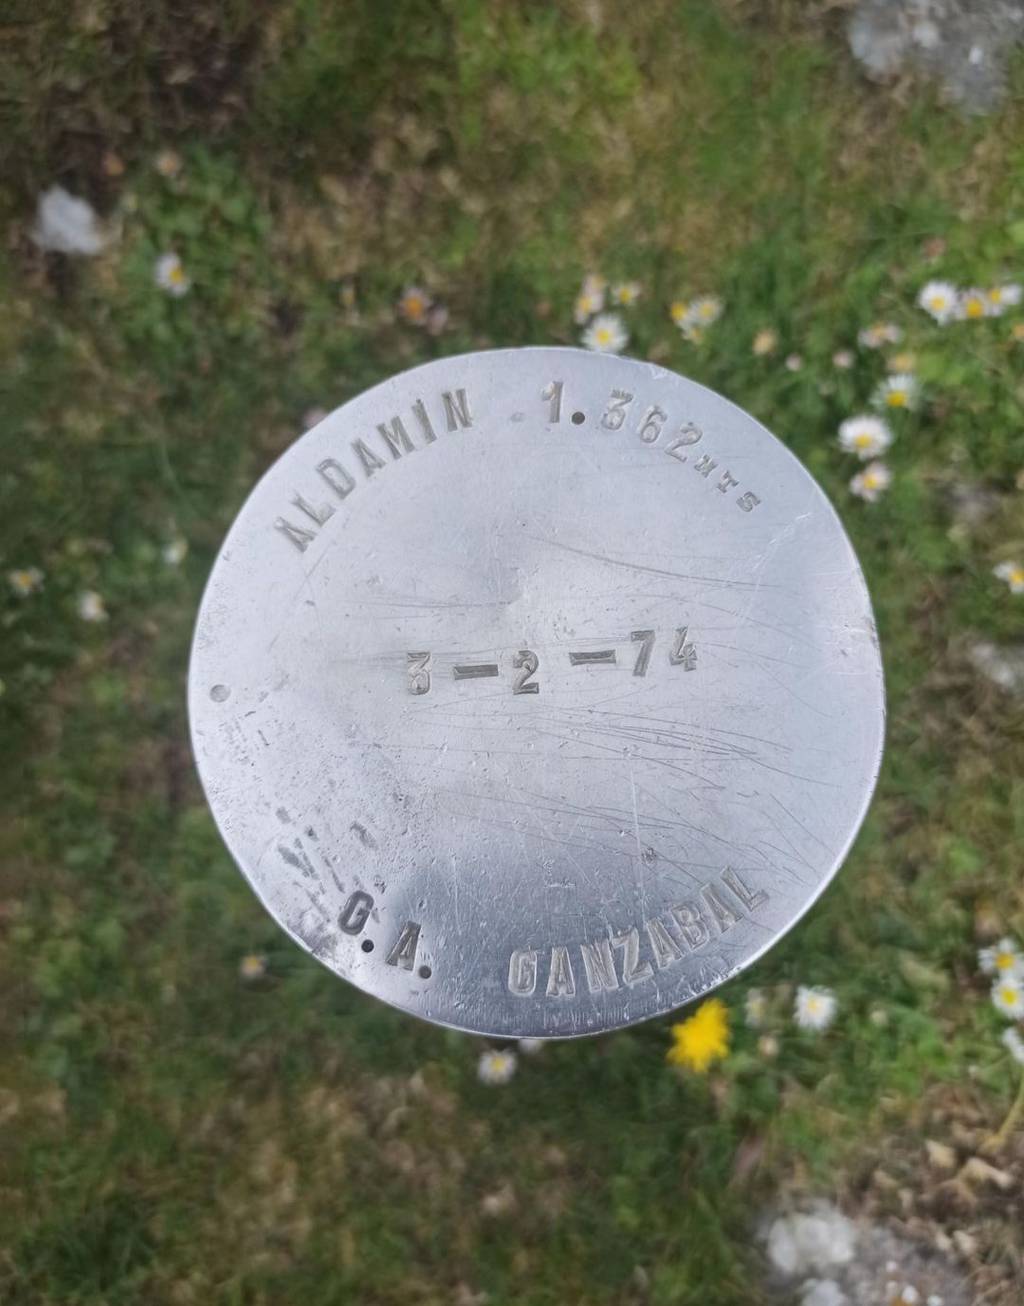 ALDAMIN 1.362MTS
3-2-74
G.A. GANZABAL